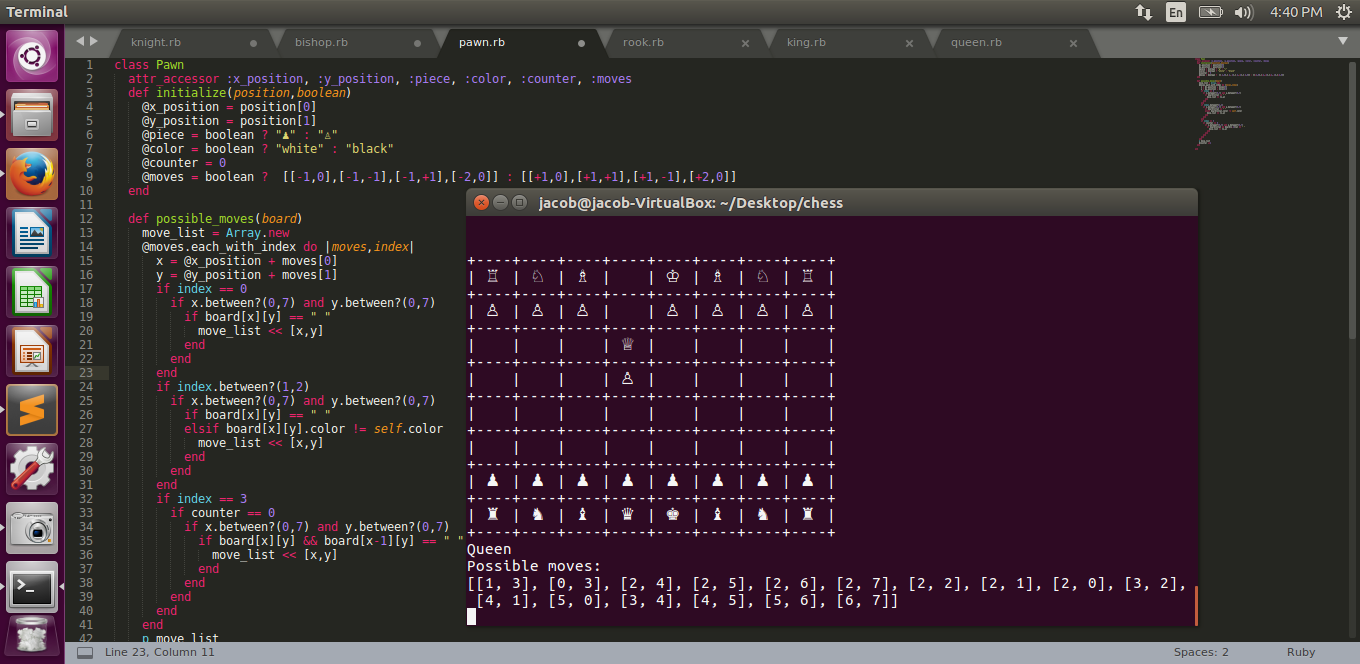 Terminal
En
4:40 PM
knight.rb
bishop.rb
pawn.rb
rook.rb
king.rb
queen.rb
1 class Pawn
2 attr_accessor :x_position, :y_position, :piece, :color, :counter, :moves
3 def initialize(position,boolean)
4 @x_position = position[0]
5 @y_position = position[1]
6 @piece = boolean ? "♟" : "♙"
7 @color = boolean ? "white" : "black"
8 @counter = 0
9 @moves = boolean ? [[-1,0],[-1,-1],[-1,+1],[-2,0]] : [[+1,0],[+1,+1],[+1,-1],[+2,0]]
10 end
11
12 def possible_moves(board)
13 move_list = Array.new
14 @moves.each_with_index do |moves,index|
15 x = @x_position + moves[0]
16 y = @y_position + moves[1]
17 if index == 0
18 if x.between?(0,7) and y.between?(0,7)
19 if board[x][y] == " "
20 move_list << [x,y]
21 end
22 end
23 end
24 if index.between?(1,2)
25 if x.between?(0,7) and y.between?(0,7)
26 if board[x][y] == " "
27 elsif board[x][y].color != self.color
28 move_list << [x,y]
29 end
30 end
31 end
32 if index == 3
33 if counter == 0
34 if x.between?(0,7) and y.between?(0,7)
35 if board[x][y] && board[x-1][y] == " "
36 move_list << [x,y]
37 end
38 end
39 end
40 end
41 end
42 p move_list
jacob@jacob-VirtualBox: ~/Desktop/chess
+----+----+----+----+----+----+----+----+
| ♖ | ♘ | ♗ |    | ♔ | ♗ | ♘ | ♖ |
+----+----+----+----+----+----+----+----+
| ♙ | ♙ | ♙ |    | ♙ | ♙ | ♙ | ♙ |
+----+----+----+----+----+----+----+----+
|    |    |    | ♕ |    |    |    |    |
+----+----+----+----+----+----+----+----+
|    |    |    | ♙ |    |    |    |    |
+----+----+----+----+----+----+----+----+
|    |    |    |    |    |    |    |    |
+----+----+----+----+----+----+----+----+
|    |    |    |    |    |    |    |    |
+----+----+----+----+----+----+----+----+
| ♟ | ♟ | ♟ | ♟ | ♟ | ♟ | ♟ | ♟ |
+----+----+----+----+----+----+----+----+
| ♜ | ♞ | ♝ | ♛ | ♚ | ♝ | ♞ | ♜ |
+----+----+----+----+----+----+----+----+
Queen
Possible moves:
[[1, 3], [0, 3], [2, 4], [2, 5], [2, 6], [2, 7], [2, 2], [2, 1], [2, 0], [3, 2],
[4, 1], [5, 0], [3, 4], [4, 5], [5, 6], [6, 7]]
Line 23, Column 11
Spaces: 2
Ruby